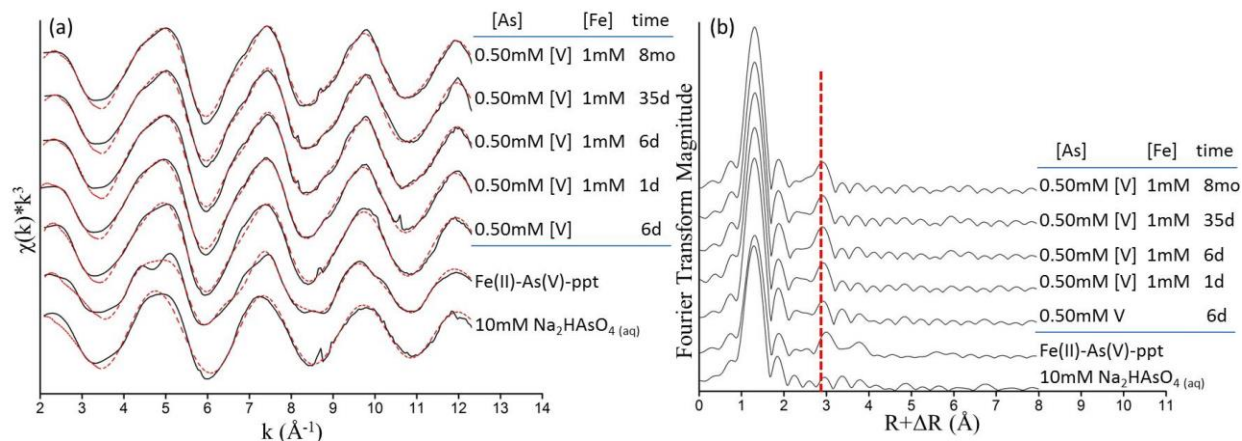 (a)
[As] [Fe] time
0.50mM [V] 1mM 8mo
0.50mM [V] 1mM 35d
0.50mM [V] 1mM 6d
0.50mM [V] 1mM 1d
0.50mM [V] 6d
Fe(II)-As(V)-ppt
10mM Na₂HAsO₄ (aq)
χ(k)*k³
2 3 4 5 6 7 8 9 10 11 12 13 14
k (Å⁻¹)
(b)
[As] [Fe] time
0.50mM [V] 1mM 8mo
0.50mM [V] 1mM 35d
0.50mM [V] 1mM 6d
0.50mM [V] 1mM 1d
0.50mM V 6d
Fe(II)-As(V)-ppt
10mM Na₂HAsO₄ (aq)
Fourier Transform Magnitude
0 1 2 3 4 5 6 7 8 9 10 11
R+ΔR (Å)